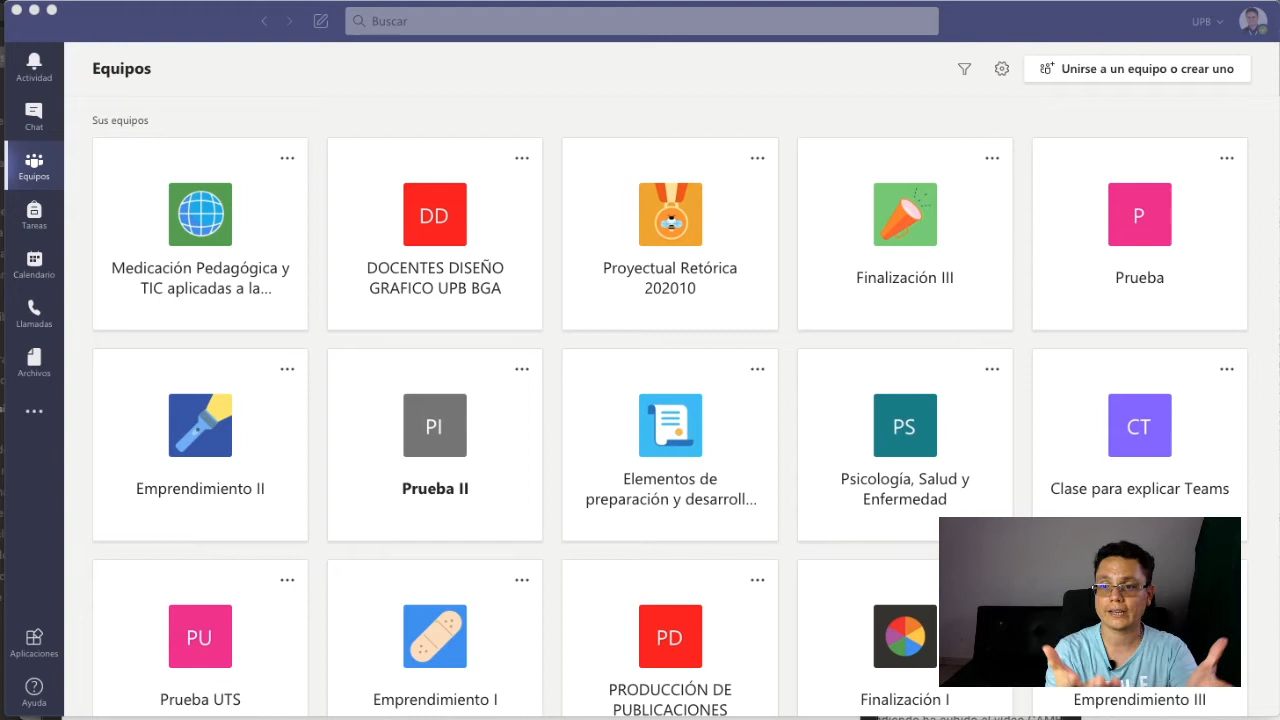 Buscar
UPB
Actividad
Chat
Equipos
Tareas
Calendario
Llamadas
Archivos
Aplicaciones
Ayuda
Equipos
Unirse a un equipo o crear uno
Sus equipos
Medicación Pedagógica y
TIC aplicadas a la...
DD
DOCENTES DISEÑO
GRAFICO UPB BGA
Proyectual Retórica
202010
Finalización III
P
Prueba
Emprendimiento II
PI
Prueba II
Elementos de
preparación y desarroll...
PS
Psicología, Salud y
Enfermedad
CT
Clase para explicar Teams
PU
Prueba UTS
Emprendimiento I
PD
PRODUCCIÓN DE
PUBLICACIONES
Finalización I
Emprendimiento III